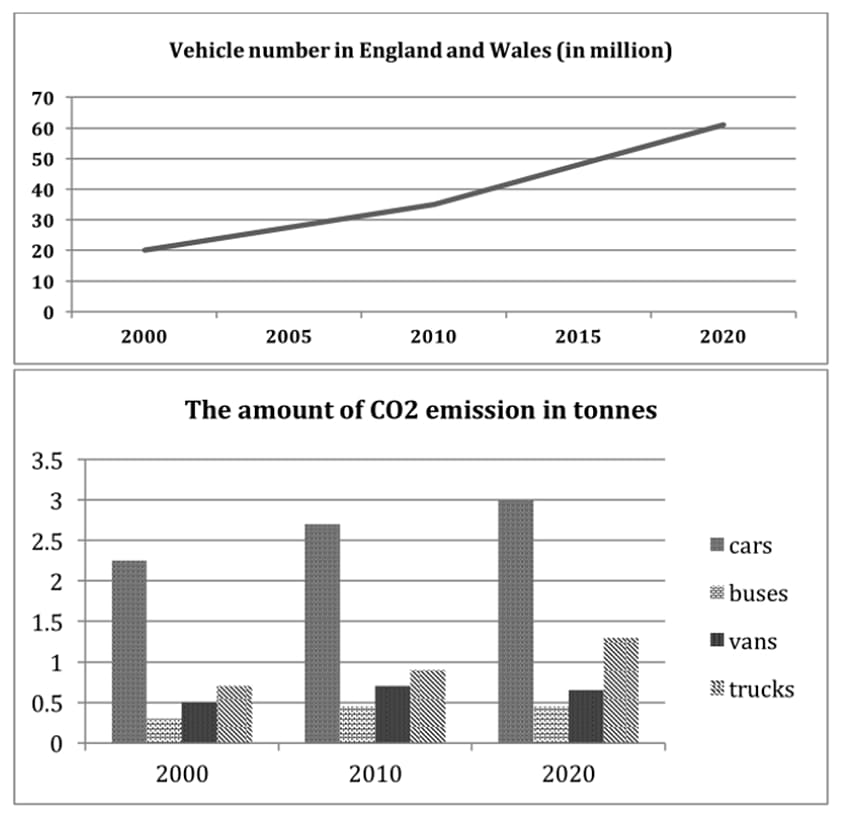 Vehicle number in England and Wales (in million)
70
60
50
40
30
20
10
0
2000 2005 2010 2015 2020
The amount of CO2 emission in tonnes
3.5
3
2.5
2
1.5
1
0.5
0
2000 2010 2020
cars
buses
vans
trucks